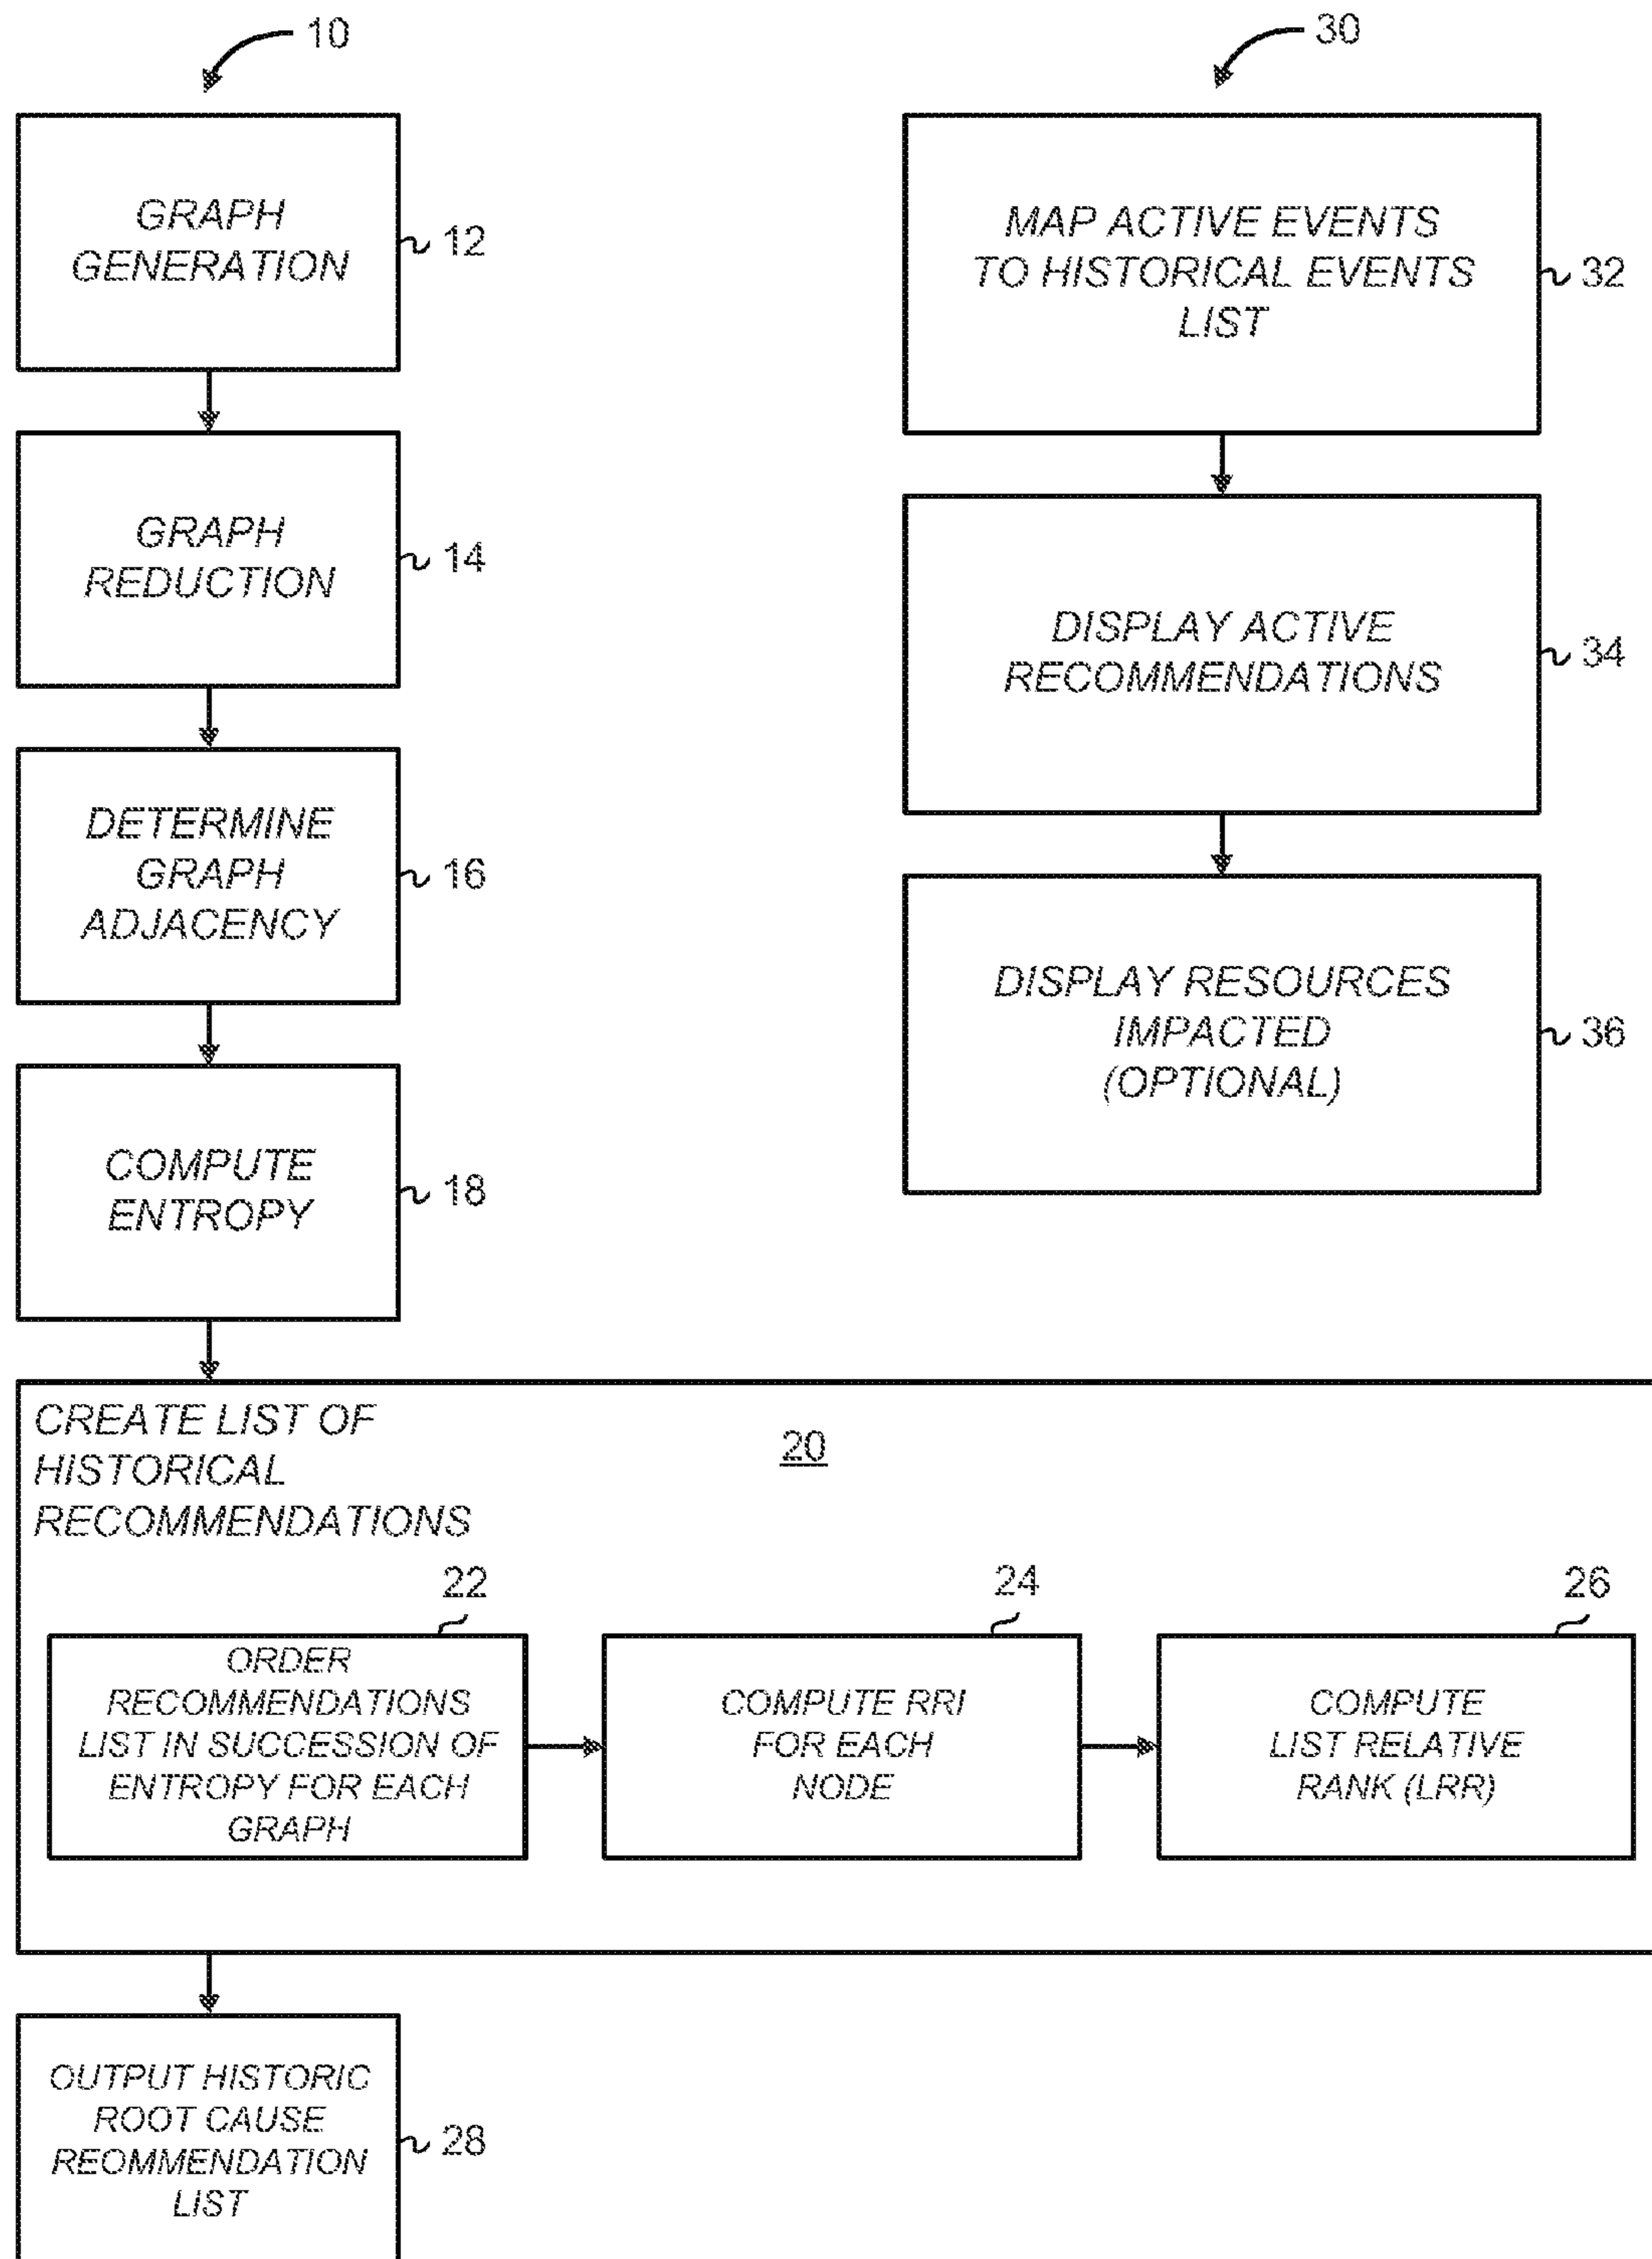 10
GRAPH
GENERATION
12
GRAPH
REDUCTION
14
DETERMINE
GRAPH
ADJACENCY
16
COMPUTE
ENTROPY
18
CREATE LIST OF
HISTORICAL
RECOMMENDATIONS
20
22
ORDER
RECOMMENDATIONS
LIST IN SUCCESSION OF
ENTROPY FOR EACH
GRAPH
24
COMPUTE RRI
FOR EACH
NODE
26
COMPUTE
LIST RELATIVE
RANK (LRR)
OUTPUT HISTORIC
ROOT CAUSE
REOMMENDATION
LIST
28
30
MAP ACTIVE EVENTS
TO HISTORICAL EVENTS
LIST
32
DISPLAY ACTIVE
RECOMMENDATIONS
34
DISPLAY RESOURCES
IMPACTED
(OPTIONAL)
36